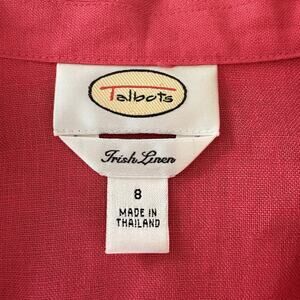 Talbots
Irish Linen
8
MADE IN
THAILAND